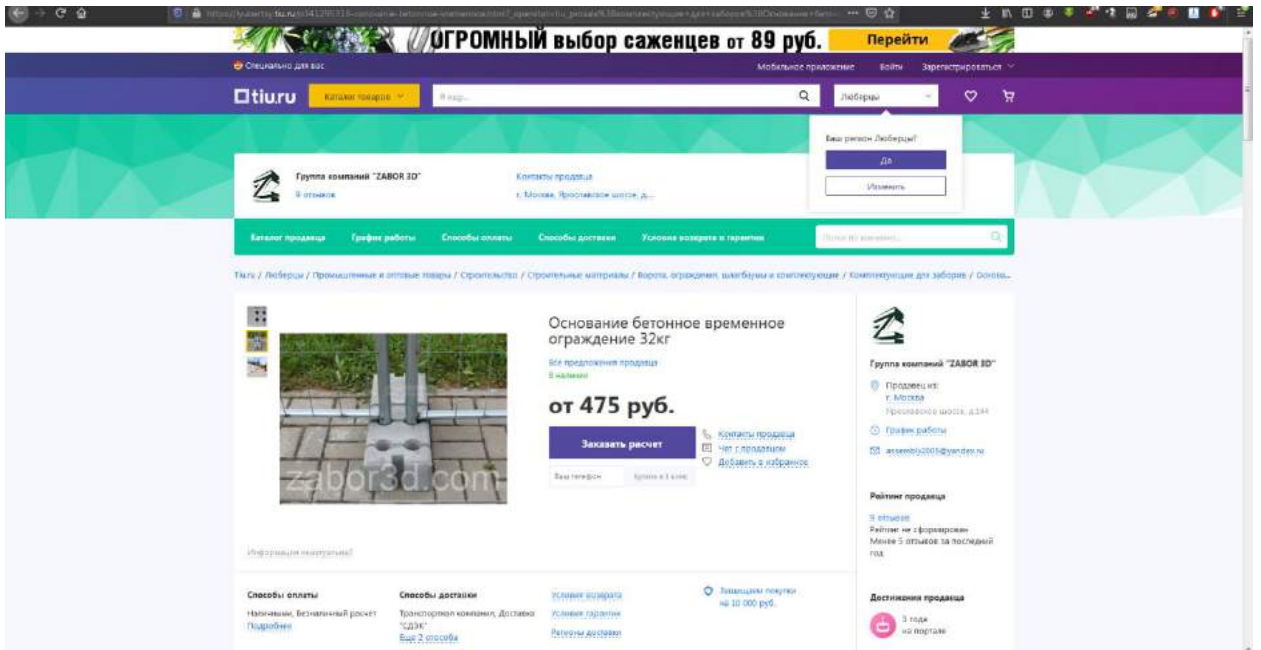 ОГРОМНЫЙ выбор саженцев от 89 руб.
Перейти
Специально для вас
Мобильное приложение
Войти
Зарегистрироваться
tiu.ru
Каталог товаров
Я ищу...
Люберцы
Ваш регион Люберцы?
Да
Изменить
Группа компаний "ZABOR 3D"
9 отзывов
Контакты продавца
г. Москва, Ярославское шоссе, д...
Каталог продавца
График работы
Способы оплаты
Способы доставки
Условия возврата и гарантии
Tiu.ru / Люберцы / Промышленные и оптовые товары / Строительство / Строительные материалы / Ворота, ограждения, шлагбаумы и комплектующие / Комплектующие для заборов / Основа...
Основание бетонное временное
ограждение 32кг
Все предложения продавца
В наличии
от 475 руб.
Заказать расчет
Контакты продавца
Чат с продавцом
Добавить в избранное
Ваш телефон
Купить в 1 клик
zabor3d.com
Информация неактуальна?
Группа компаний "ZABOR 3D"
Продавец из:
г. Москва
Ярославское шоссе, д.144
График работы
assembly2005@yandex.ru
Рейтинг продавца
9 отзывов
Рейтинг не сформирован
Менее 5 отзывов за последний
год
Способы оплаты
Наличными, Безналичный расчет
Подробнее
Способы доставки
Транспортная компания, Доставка
"СДЭК"
Еще 2 способа
Условия возврата
Условия гарантии
Регионы доставки
Защищаем покупки
на 10 000 руб.
Достижения продавца
3 года
на портале